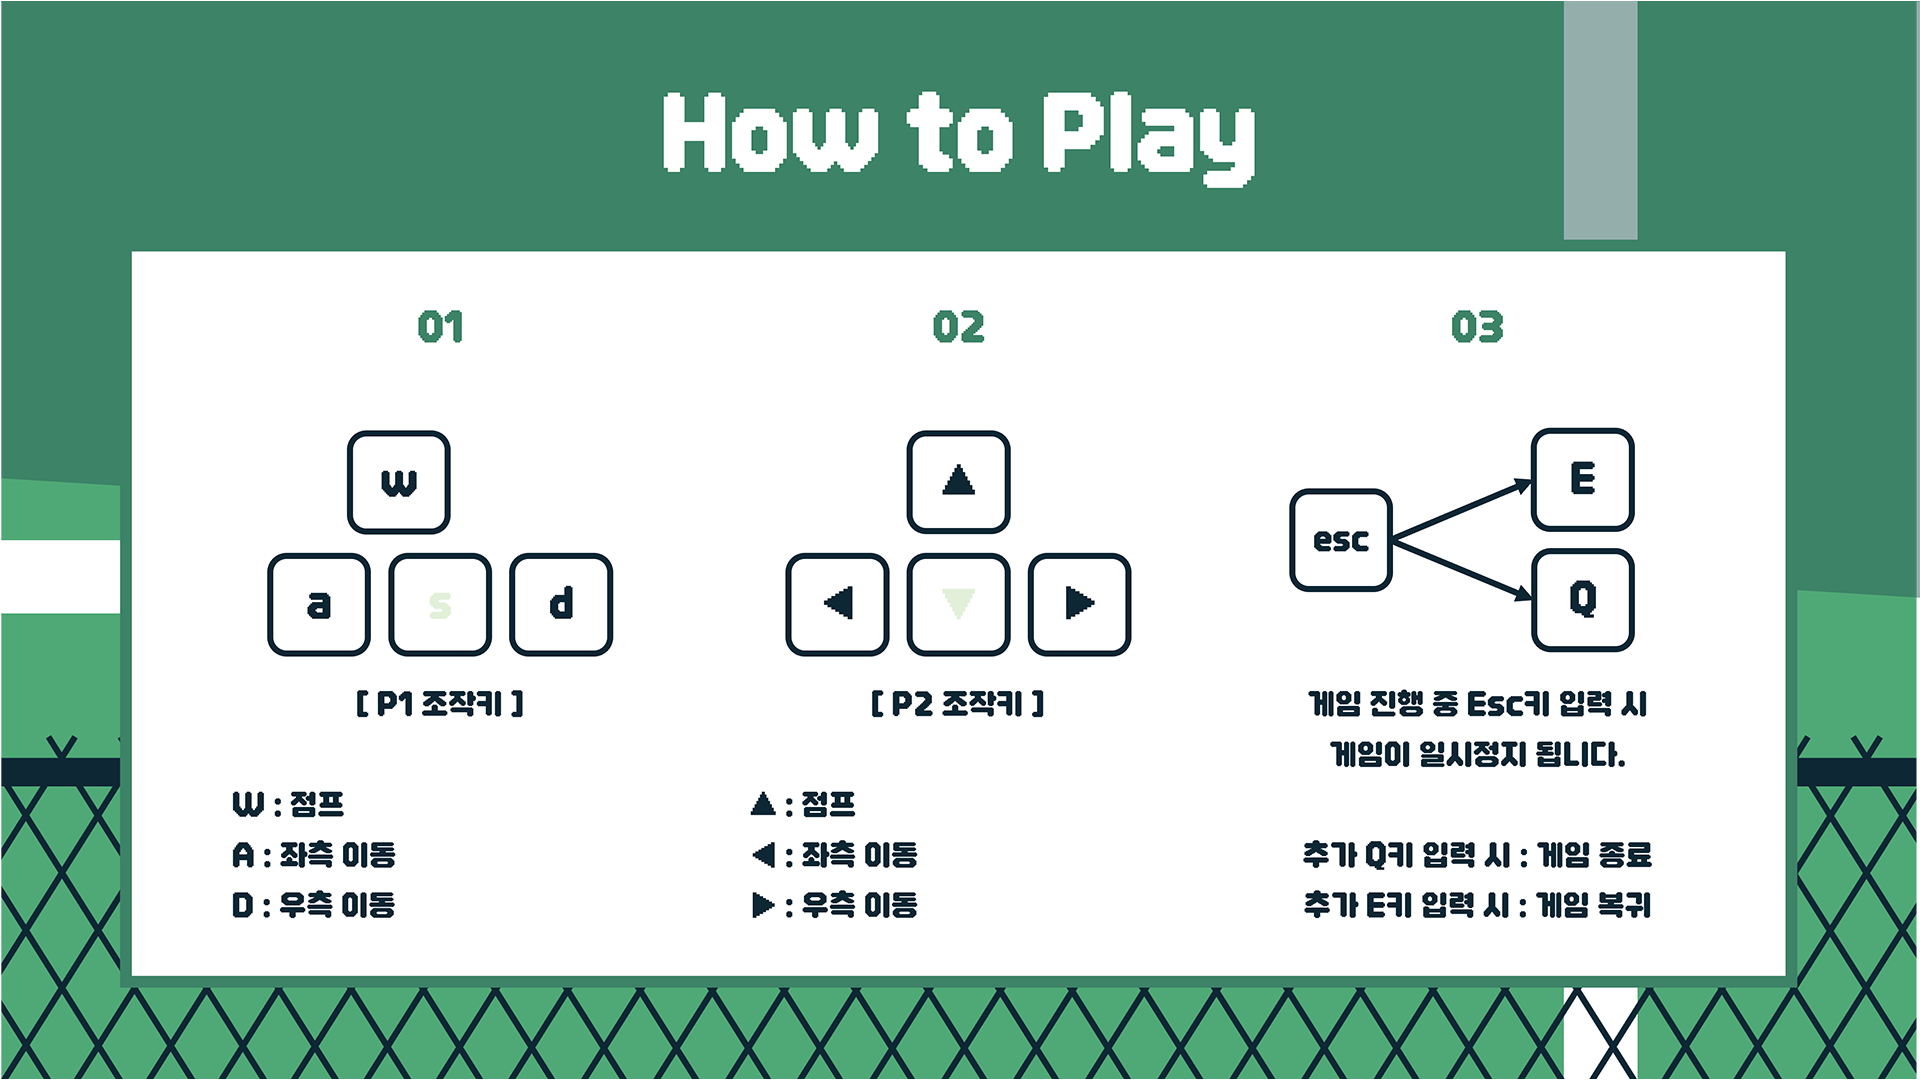 How to Play
01
w
a s d
[ P1 조작키 ]
W : 점프
A : 좌측 이동
D : 우측 이동
02
▲
◀ ▼ ▶
[ P2 조작키 ]
▲ : 점프
◀ : 좌측 이동
▶ : 우측 이동
03
esc
E
Q
게임 진행 중 Esc키 입력 시
게임이 일시정지 됩니다.
추가 Q키 입력 시 : 게임 종료
추가 E키 입력 시 : 게임 복귀